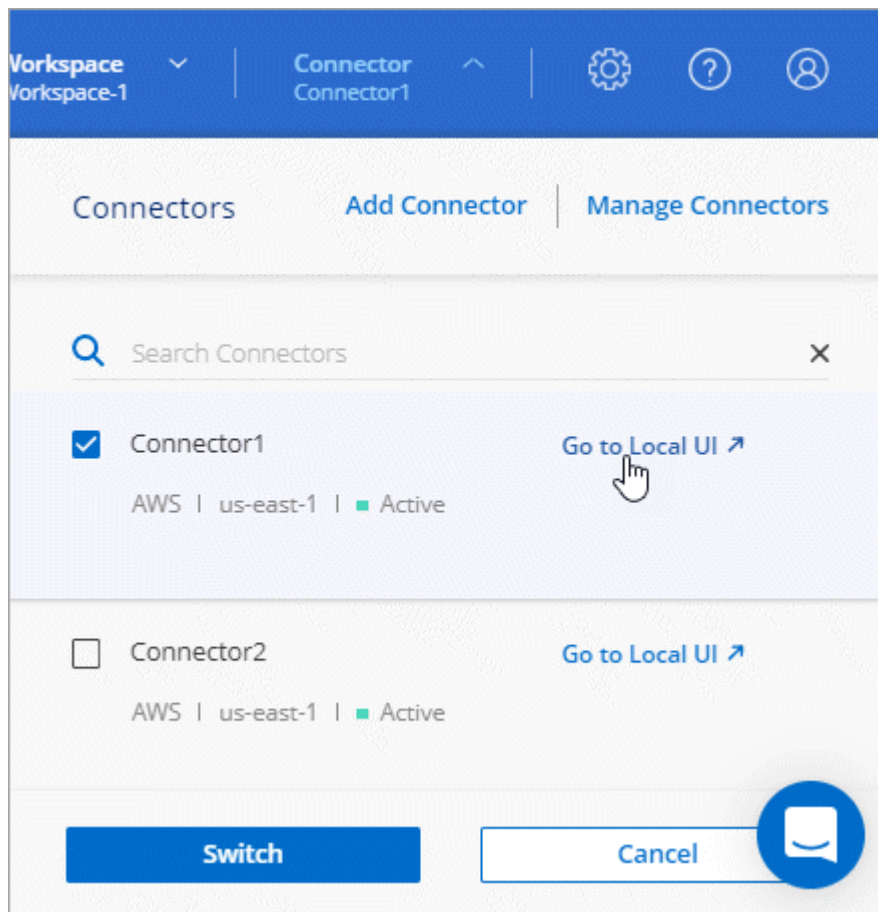 Workspace
Workspace-1
Connector
Connector1
Connectors
Add Connector
Manage Connectors
Search Connectors
Connector1
Go to Local UI
AWS | us-east-1 | Active
Connector2
Go to Local UI
AWS | us-east-1 | Active
Switch
Cancel